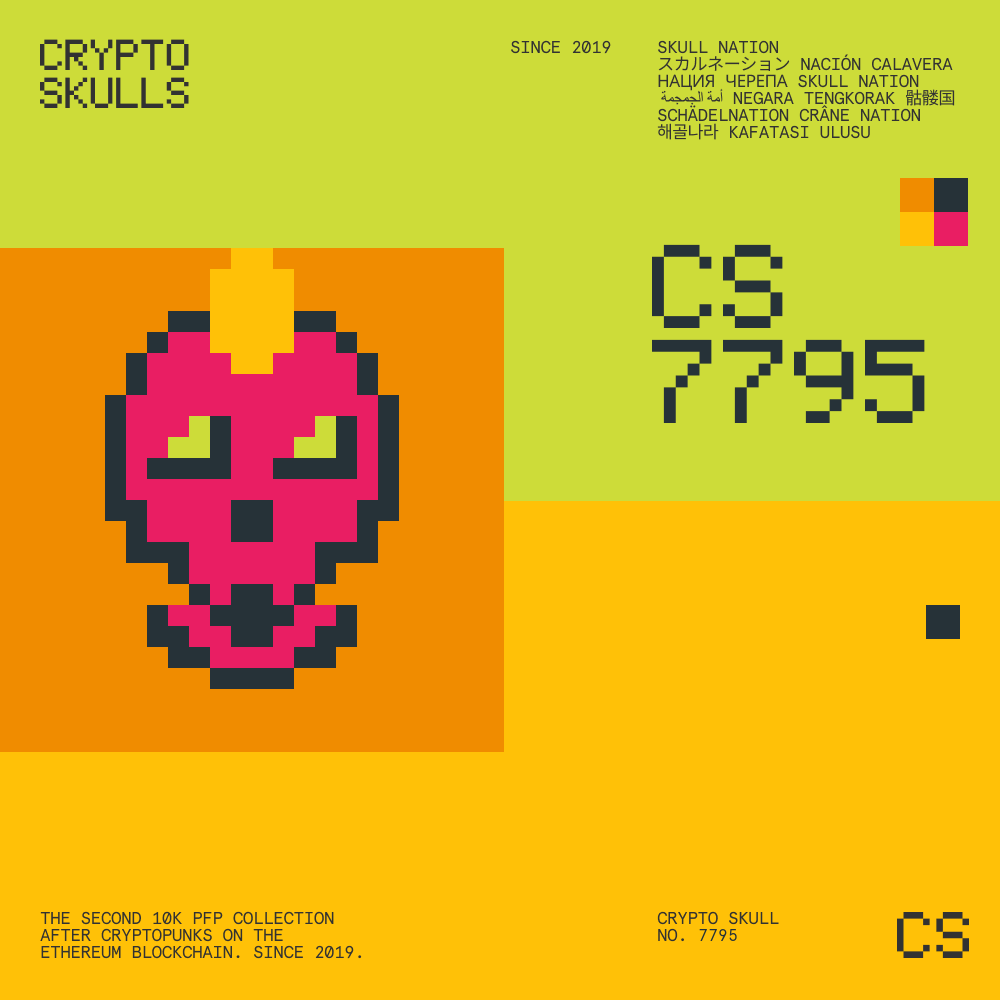 CRYPTO
SKULLS
SINCE 2019
SKULL NATION
スカルネーション NACIÓN CALAVERA
НАЦИЯ ЧЕРЕПА SKULL NATION
أمة الجمجمة NEGARA TENGKORAK 骷髅国
SCHÄDELNATION CRÂNE NATION
해골나라 KAFATASI ULUSU
CS
7795
THE SECOND 10K PFP COLLECTION
AFTER CRYPTOPUNKS ON THE
ETHEREUM BLOCKCHAIN. SINCE 2019.
CRYPTO SKULL
NO. 7795
CS